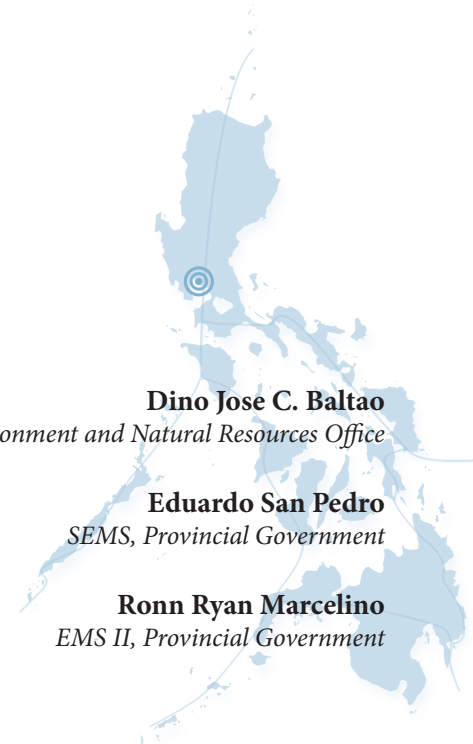 Dino Jose C. Baltao
and Natural Resources Office
Eduardo San Pedro
SEMS, Provincial Government
Ronn Ryan Marcelino
EMS II, Provincial Government